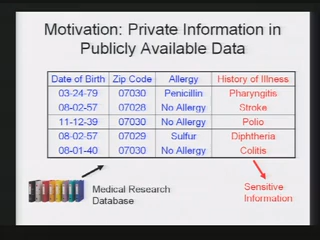 Motivation: Private Information in
Publicly Available Data
Date of Birth Zip Code Allergy History of Illness
03-24-79 07030 Penicillin Pharyngitis
08-02-57 07028 No Allergy Stroke
11-12-39 07030 No Allergy Polio
08-02-57 07029 Sulfur Diphtheria
08-01-40 07030 No Allergy Colitis
Medical Research
Database
Sensitive
Information